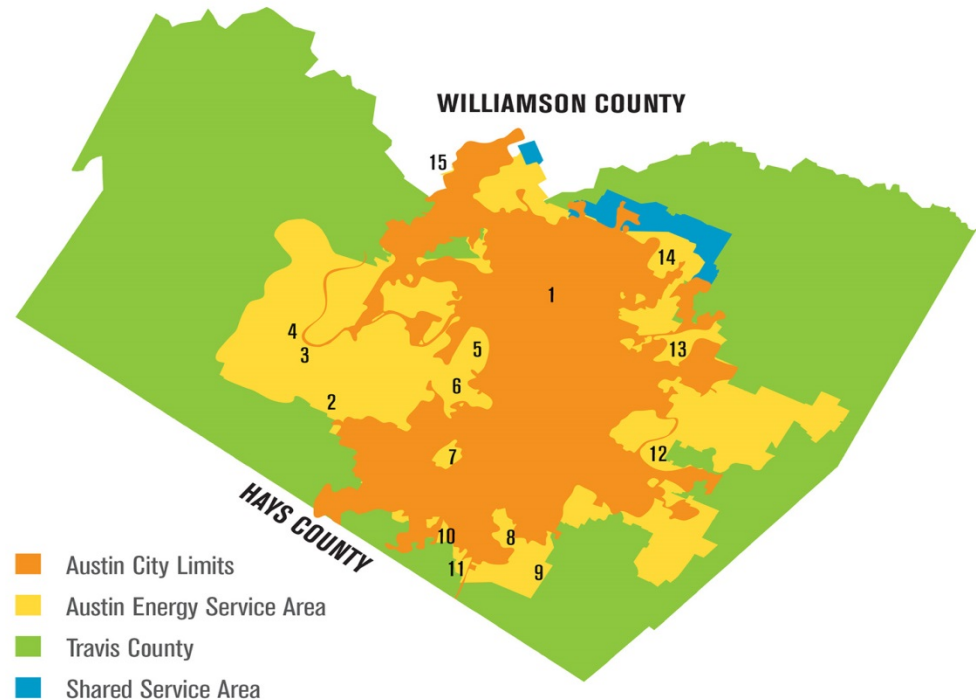 WILLIAMSON COUNTY
15
14
1
4
3
5
13
6
2
7
12
HAYS COUNTY
10
8
11
9
Austin City Limits
Austin Energy Service Area
Travis County
Shared Service Area